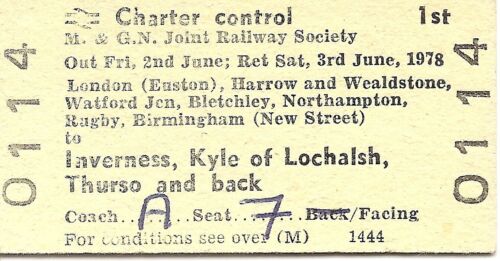 Charter control 1st
M. & G.N. Joint Railway Society
Out Fri, 2nd June; Ret Sat, 3rd June, 1978
London (Euston), Harrow and Wealdstone,
Watford Jcn, Bletchley, Northampton,
Rugby, Birmingham (New Street)
to
Inverness, Kyle of Lochalsh,
Thurso and back
Coach..A..Seat..7..Back/Facing
For conditions see over (M) 1444
0114
0114